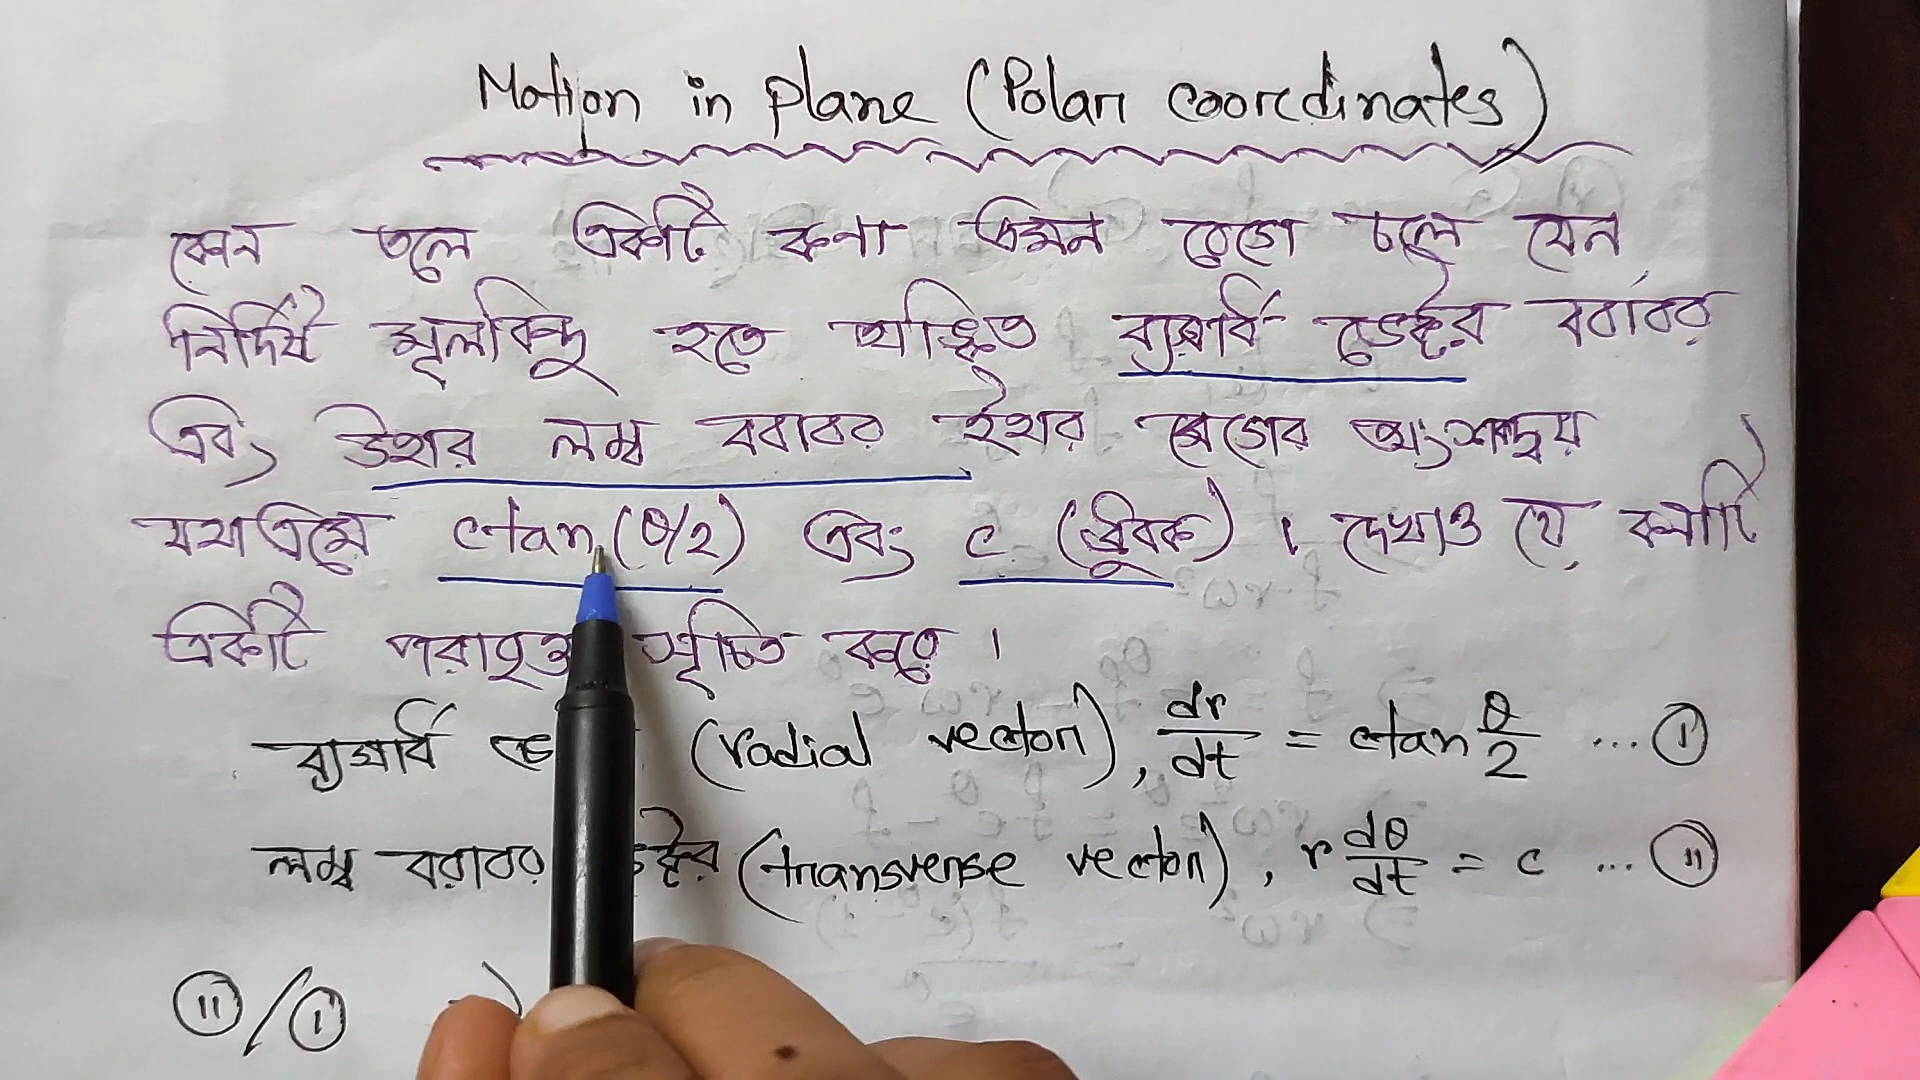 Motion in plane (Polar coordinates)
কোন তলে একটি কণা এমন বেগে চলে যেন
নির্দিষ্ট মূলবিন্দু হতে অঙ্কিত ব্যাসার্ধ ভেক্টর বরাবর
এবং উহার লম্ব বরাবর ইহার বেগের অংশদ্বয়
যথাক্রমে c tan(θ/2) এবং c (ধ্রুবক) । দেখাও যে, কণাটি
একটি পরাবৃত্ত সূচিত করে ।
ব্যাসার্ধ (radial vector), dr/dt = c tan θ/2 ... (i)
লম্ব বরাবর (transverse vector), r dθ/dt = c ... (ii)
(ii)/(i)